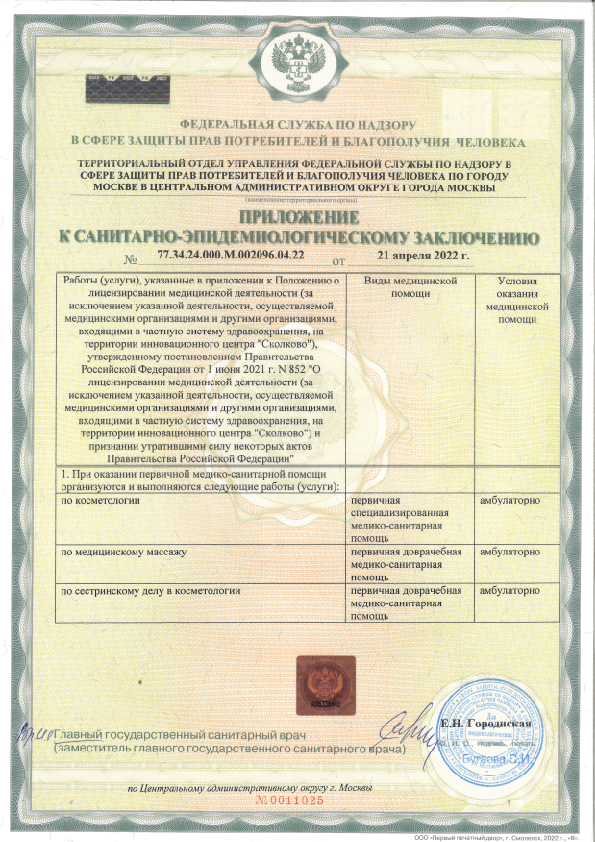 ФЕДЕРАЛЬНАЯ СЛУЖБА ПО НАДЗОРУ
В СФЕРЕ ЗАЩИТЫ ПРАВ ПОТРЕБИТЕЛЕЙ И БЛАГОПОЛУЧИЯ ЧЕЛОВЕКА
ТЕРРИТОРИАЛЬНЫЙ ОТДЕЛ УПРАВЛЕНИЯ ФЕДЕРАЛЬНОЙ СЛУЖБЫ ПО НАДЗОРУ В
СФЕРЕ ЗАЩИТЫ ПРАВ ПОТРЕБИТЕЛЕЙ И БЛАГОПОЛУЧИЯ ЧЕЛОВЕКА ПО ГОРОДУ
МОСКВЕ В ЦЕНТРАЛЬНОМ АДМИНИСТРАТИВНОМ ОКРУГЕ ГОРОДА МОСКВЫ
(наименование территориального органа)
ПРИЛОЖЕНИЕ
К САНИТАРНО-ЭПИДЕМИОЛОГИЧЕСКОМУ ЗАКЛЮЧЕНИЮ
№ 77.34.24.000.М.002096.04.22 от 21 апреля 2022 г.
Работы (услуги), указанные в приложения к Положению о
лицензировании медицинской деятельности (за
исключением указанной деятельности, осуществляемой
медицинскими организациями и другими организациями,
входящими в частную систему здравоохранения, на
территории инновационного центра "Сколково"),
утвержденному постановлением Правительства
Российской Федерации от 1 июня 2021 г. N 852 "О
лицензировании медицинской деятельности (за
исключением указанной деятельности, осуществляемой
медицинскими организациями и другими организациями,
входящими в частную систему здравоохранения, на
территории инновационного центра "Сколково") и
признании утратившими силу некоторых актов
Правительства Российской Федерации"
Виды медицинской
помощи
Условия
оказания
медицинской
помощи
1. При оказании первичной медико-санитарной помощи
организуются и выполняются следующие работы (услуги):
по косметологии
первичная
специализированная
медико-санитарная
помощь
амбулаторно
по медицинскому массажу
первичная доврачебная
медико-санитарная
помощь
амбулаторно
по сестринскому делу в косметологии
первичная доврачебная
медико-санитарная
помощь
амбулаторно
Главный государственный санитарный врач
(заместитель главного государственного санитарного врача)
Е.Н. Городиская
Ф. И. О., подпись, печать
по Центральному административному округу г. Москвы
№0011025
ООО «Первый печатный двор», г. Смоленск, 2022 г., «В».